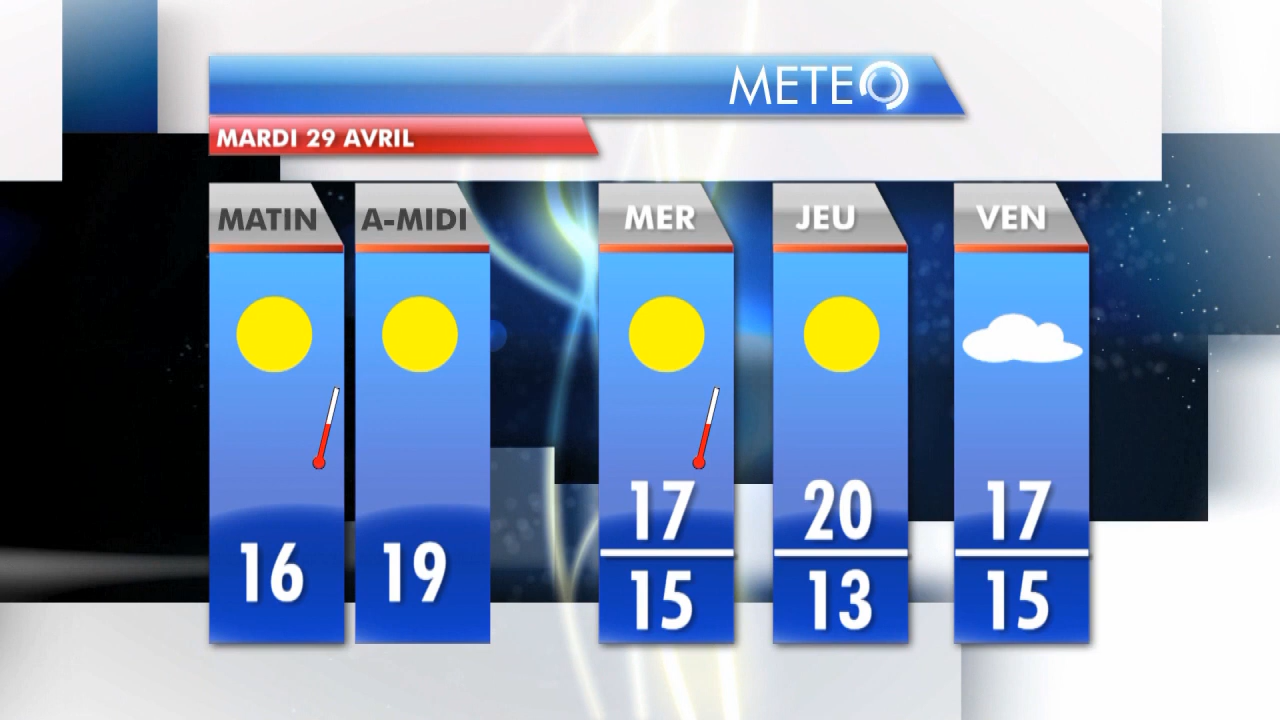 METEO
MARDI 29 AVRIL
MATIN A-MIDI MER JEU VEN
16 19 17 20 17
15 13 15